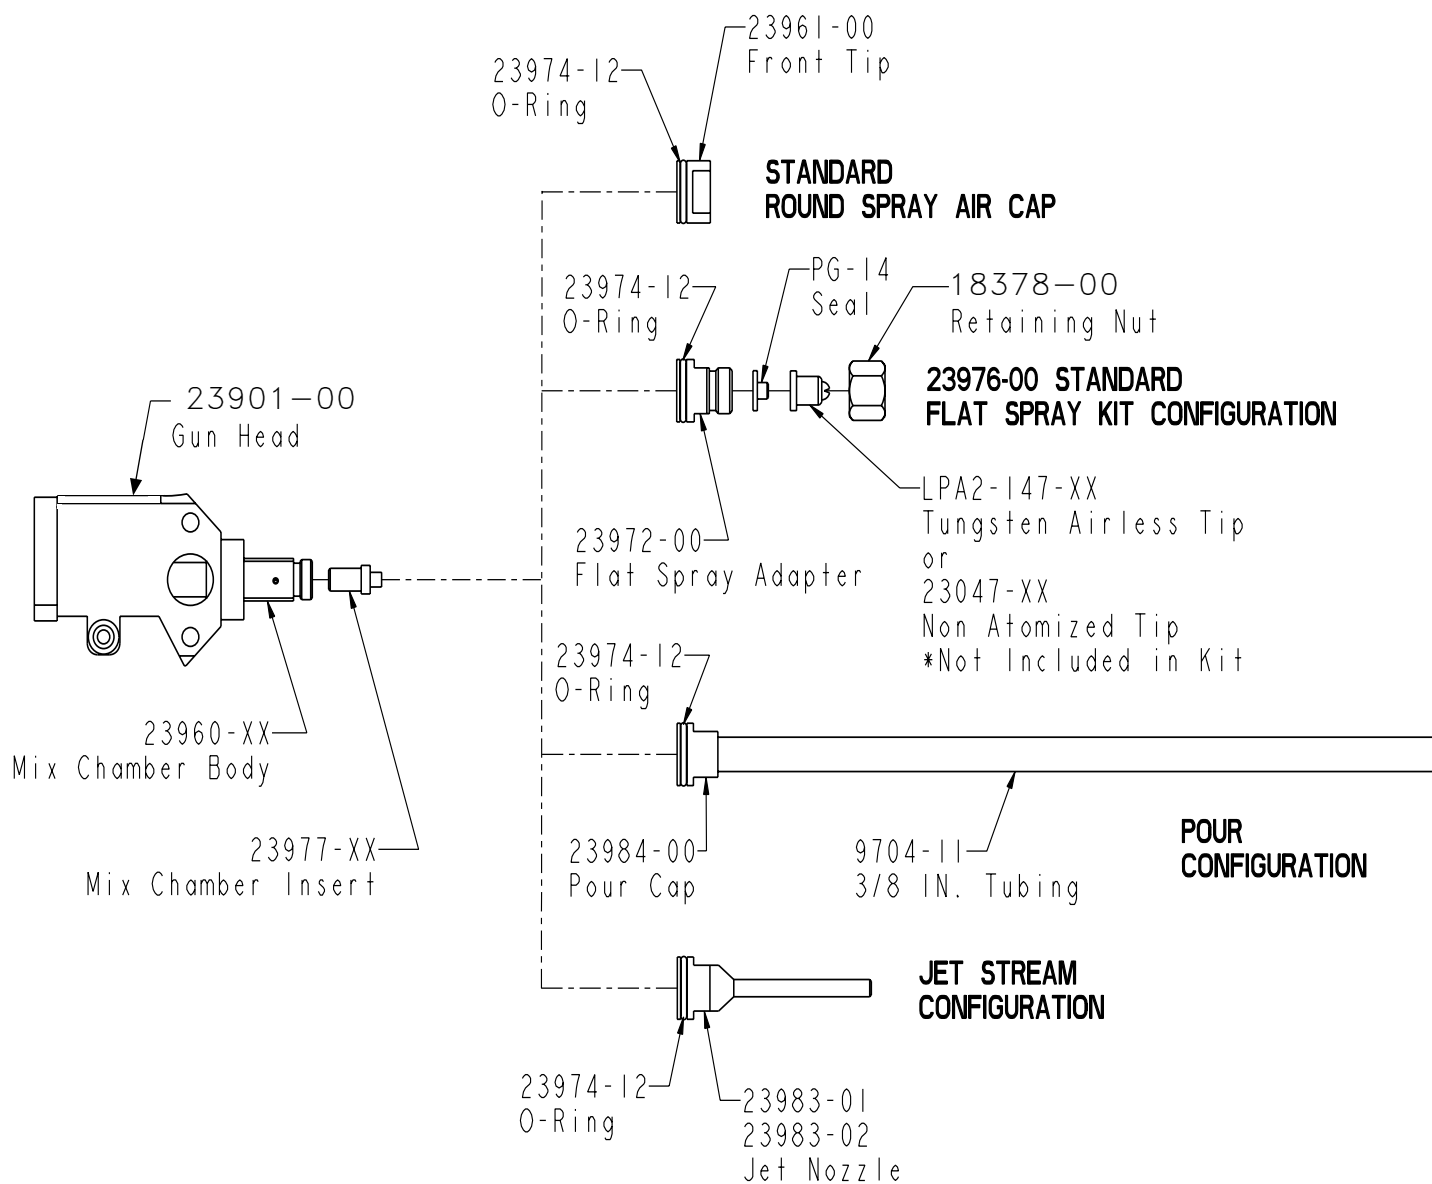 23961-00
Front Tip
23974-12
O-Ring
STANDARD
ROUND SPRAY AIR CAP
23974-12
O-Ring
PG-14
Seal
18378-00
Retaining Nut
23976-00 STANDARD
FLAT SPRAY KIT CONFIGURATION
23901-00
Gun Head
LPA2-147-XX
Tungsten Airless Tip
or
23047-XX
Non Atomized Tip
*Not Included in Kit
23972-00
Flat Spray Adapter
23974-12
O-Ring
23960-XX
Mix Chamber Body
23977-XX
Mix Chamber Insert
23984-00
Pour Cap
9704-11
3/8 IN. Tubing
POUR
CONFIGURATION
JET STREAM
CONFIGURATION
23974-12
O-Ring
23983-01
23983-02
Jet Nozzle